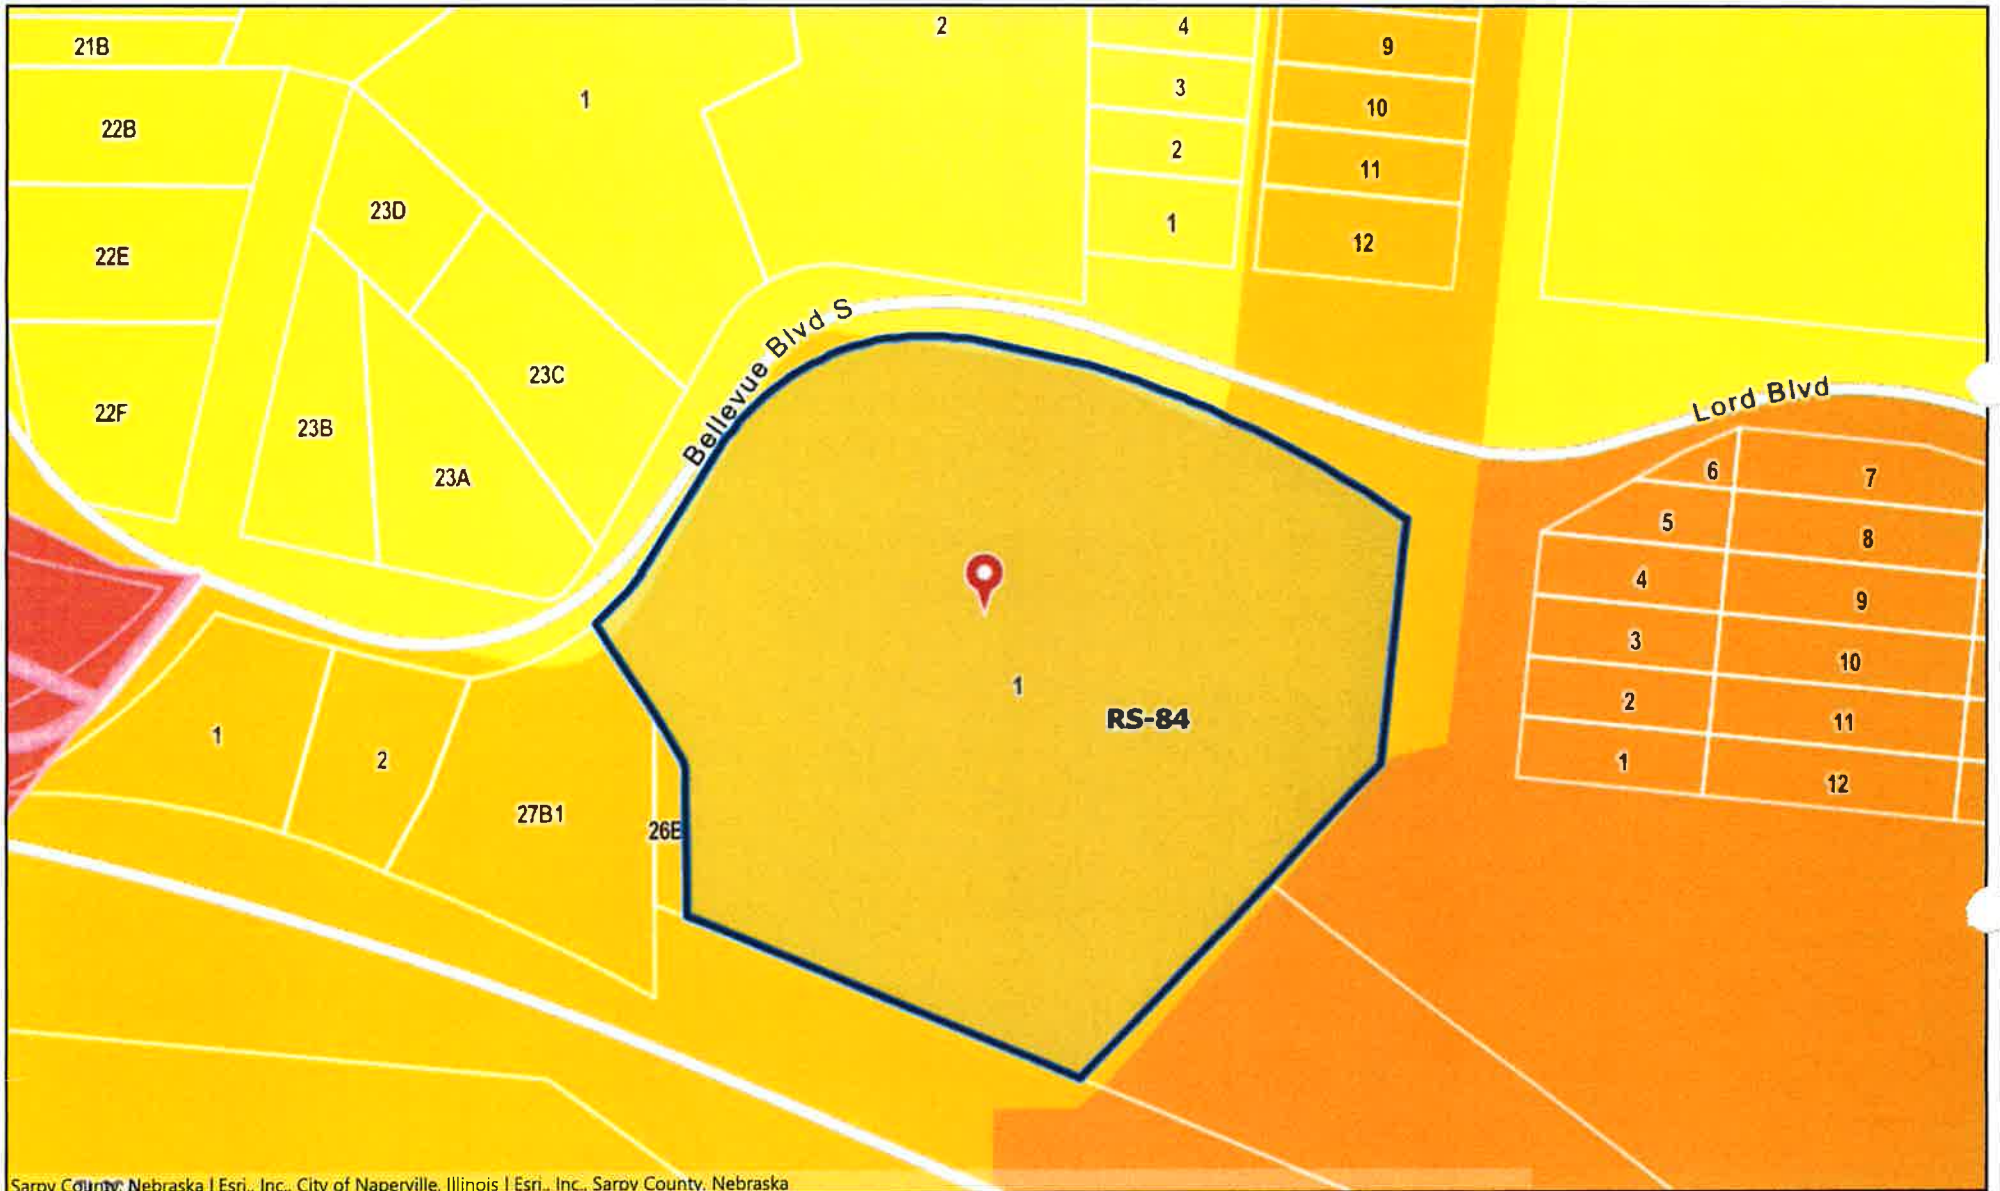 21B
1
2
4
9
3
10
22B
2
11
23D
1
12
22E
Bellevue Blvd S
23C
Lord Blvd
22F
23B
23A
6
7
5
8
4
9
3
10
1
RS-84
2
11
1
2
1
12
27B1
Sarpy County, Nebraska | Esri., Inc., City of Naperville, Illinois | Esri., Inc., Sarpy County, Nebraska